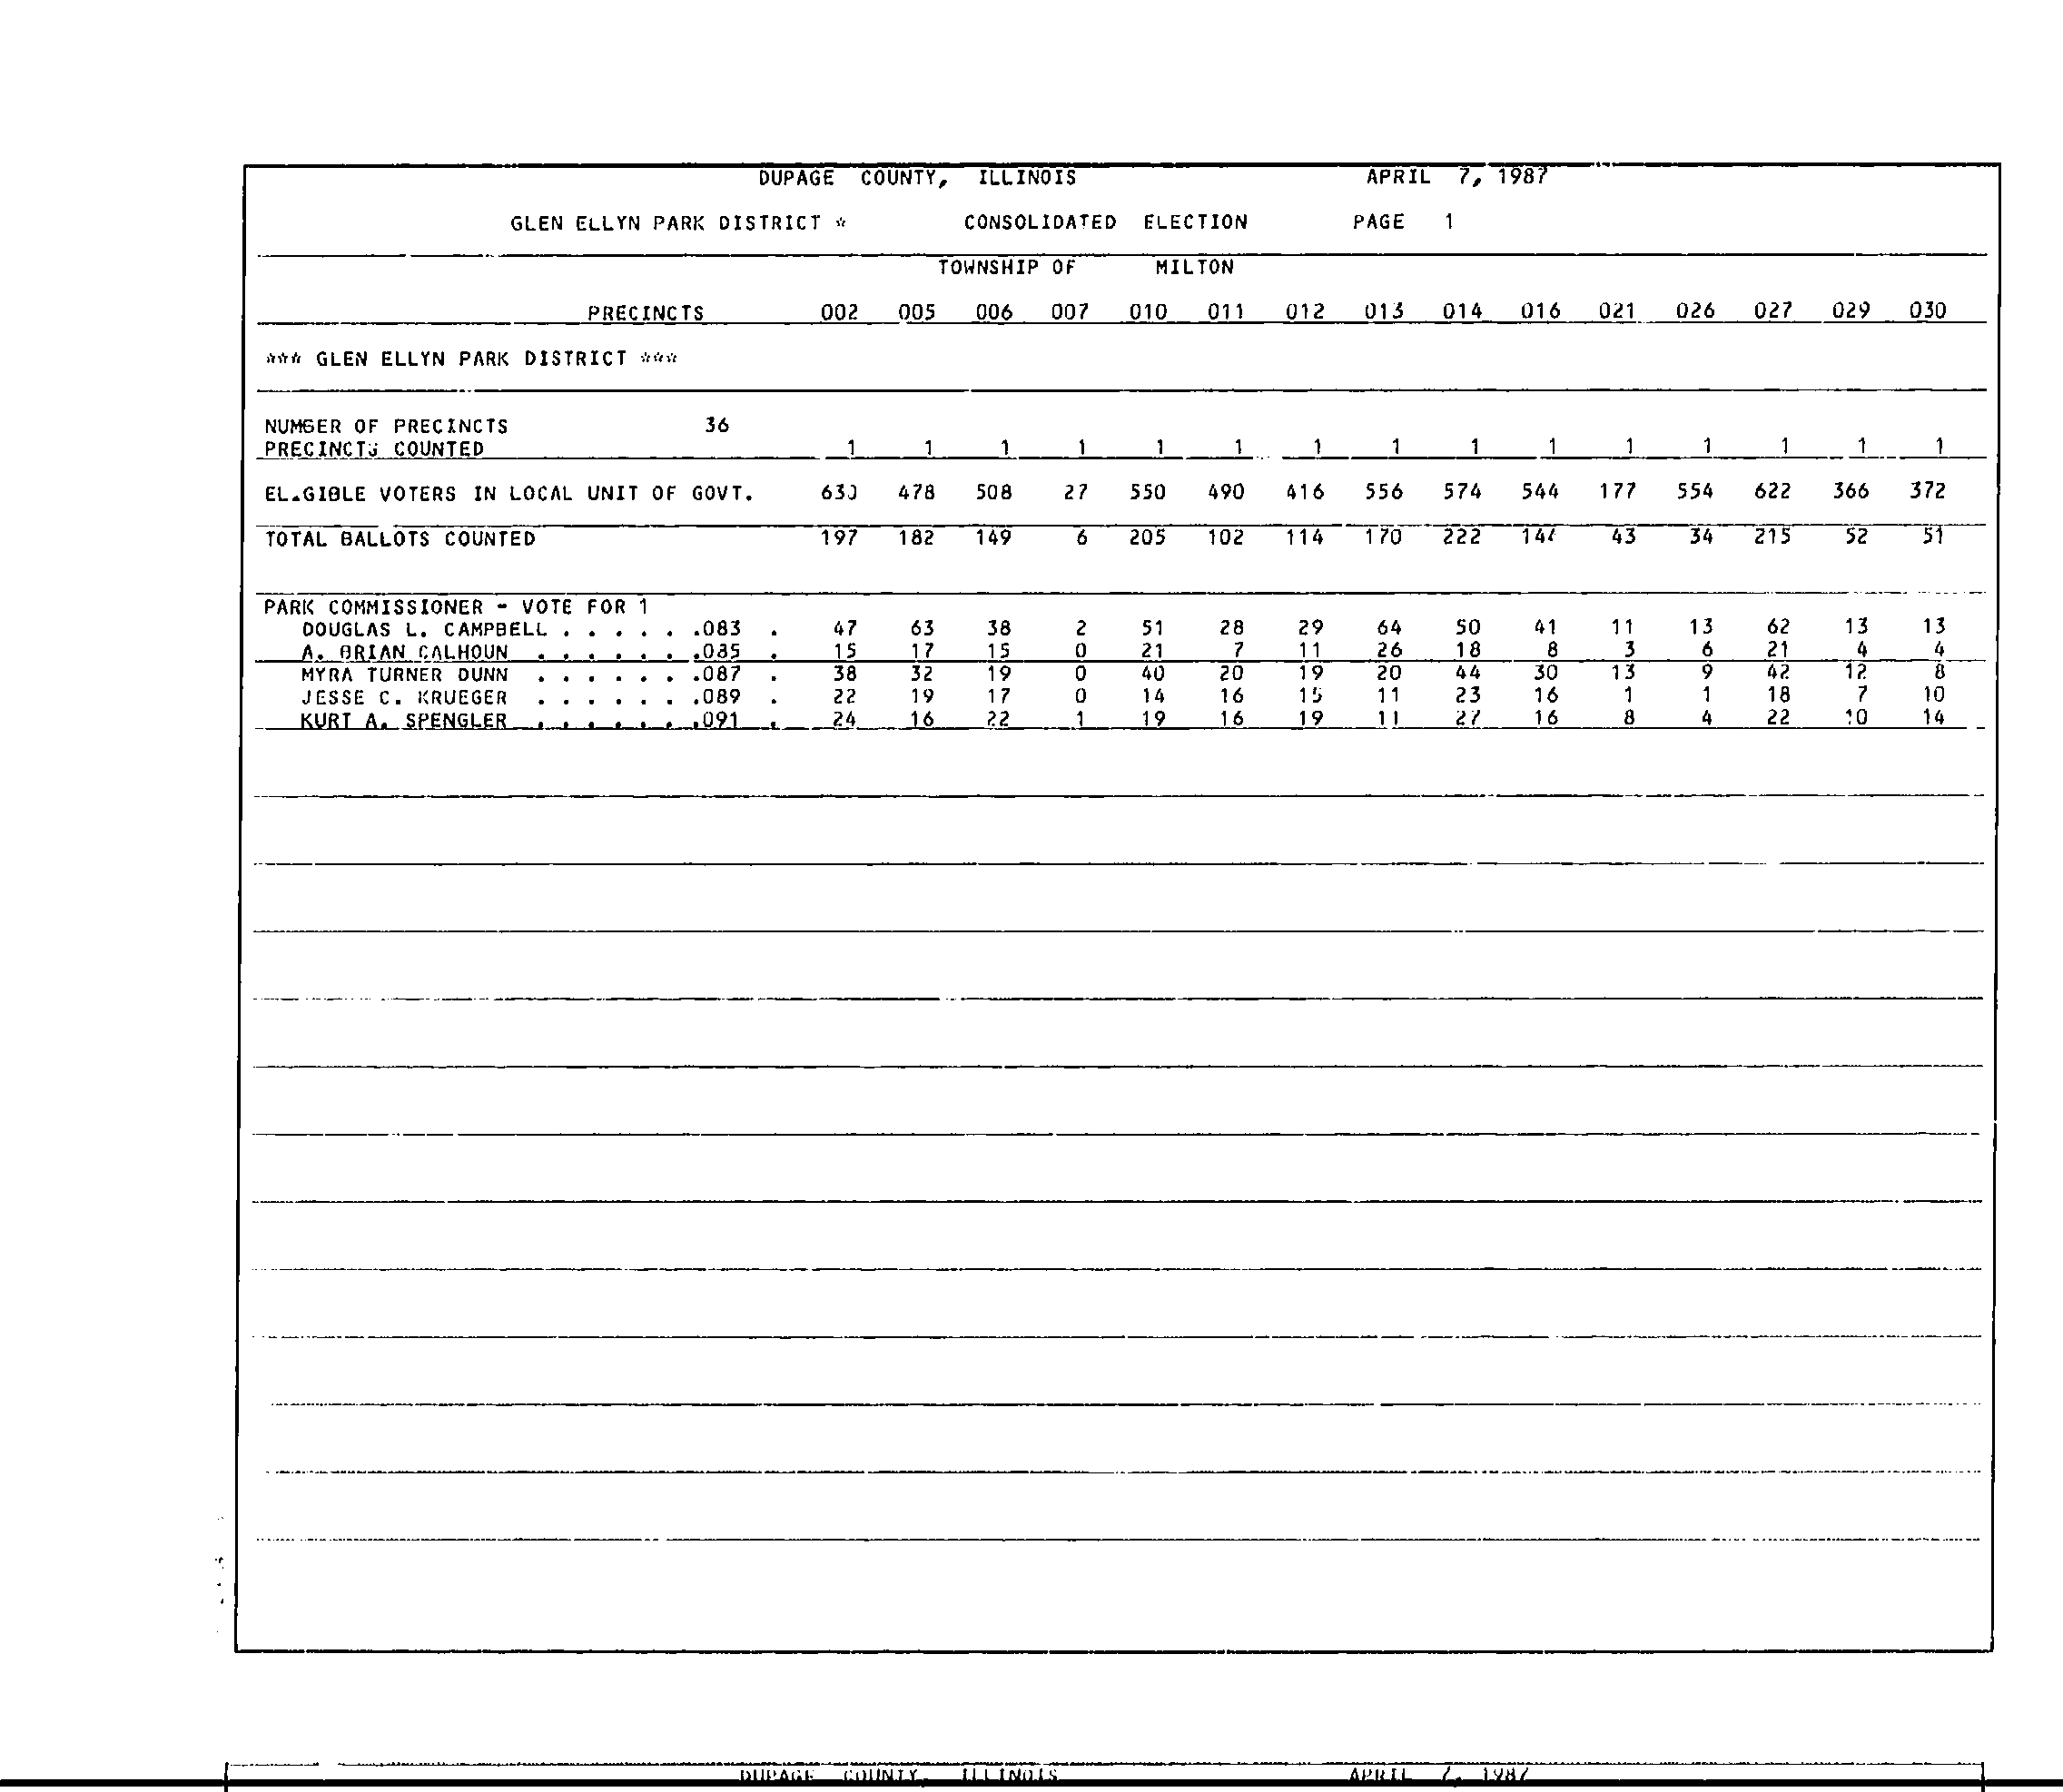 DUPAGE COUNTY, ILLINOIS APRIL 7, 1987
GLEN ELLYN PARK DISTRICT * CONSOLIDATED ELECTION PAGE 1
TOWNSHIP OF MILTON
PRECINCTS 002 005 006 007 010 011 012 013 014 016 021 026 027 029 030
*** GLEN ELLYN PARK DISTRICT ***
NUMBER OF PRECINCTS 36
PRECINCTS COUNTED 1 1 1 1 1 1 1 1 1 1 1 1 1 1 1
EL.GIBLE VOTERS IN LOCAL UNIT OF GOVT. 630 478 508 27 550 490 416 556 574 544 177 554 622 366 372
TOTAL BALLOTS COUNTED 197 182 149 6 205 102 114 170 222 43 34 215 52 51
PARK COMMISSIONER - VOTE FOR 1
DOUGLAS L. CAMPBELL . . . . . .083 . 47 63 38 2 51 28 29 64 50 41 11 13 62 13 13
A. BRIAN CALHOUN . . . . . . .085 . 15 17 15 0 21 7 11 26 18 8 3 6 21 4 4
MYRA TURNER DUNN . . . . . . .087 . 38 32 19 0 40 20 19 20 44 30 13 9 42 12 8
JESSE C. KRUEGER . . . . . . .089 . 22 19 17 0 14 16 15 11 23 16 1 1 18 7 10
KURT A. SPENGLER . . . . . . .091 . 24 16 22 1 19 16 19 11 27 16 8 4 22 10 14
DUPAGE COUNTY, ILLINOIS APRIL 7, 1987